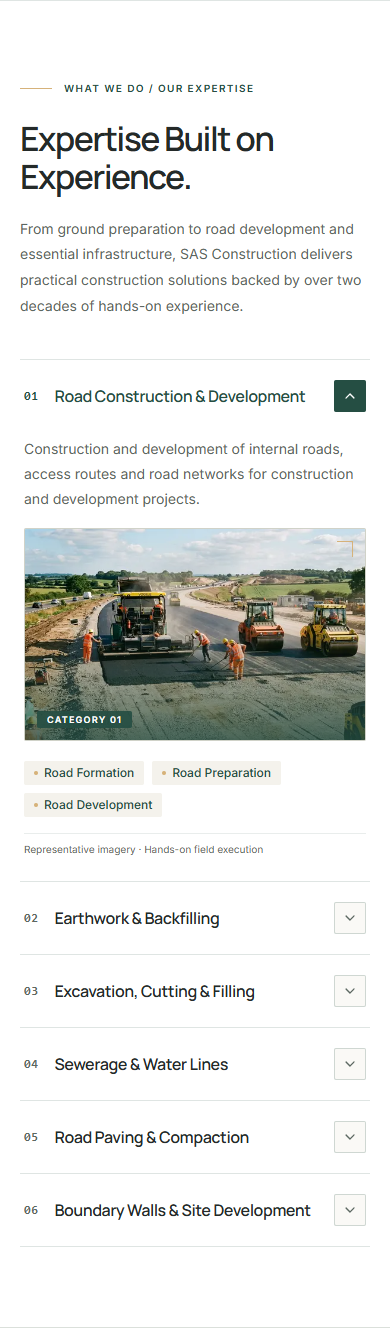 WHAT WE DO / OUR EXPERTISE
Expertise Built on
Experience.
From ground preparation to road development and
essential infrastructure, SAS Construction delivers
practical construction solutions backed by over two
decades of hands-on experience.
01 Road Construction & Development
Construction and development of internal roads,
access routes and road networks for construction
and development projects.
CATEGORY 01
Road Formation
Road Preparation
Road Development
Representative imagery · Hands-on field execution
02 Earthwork & Backfilling
03 Excavation, Cutting & Filling
04 Sewerage & Water Lines
05 Road Paving & Compaction
06 Boundary Walls & Site Development